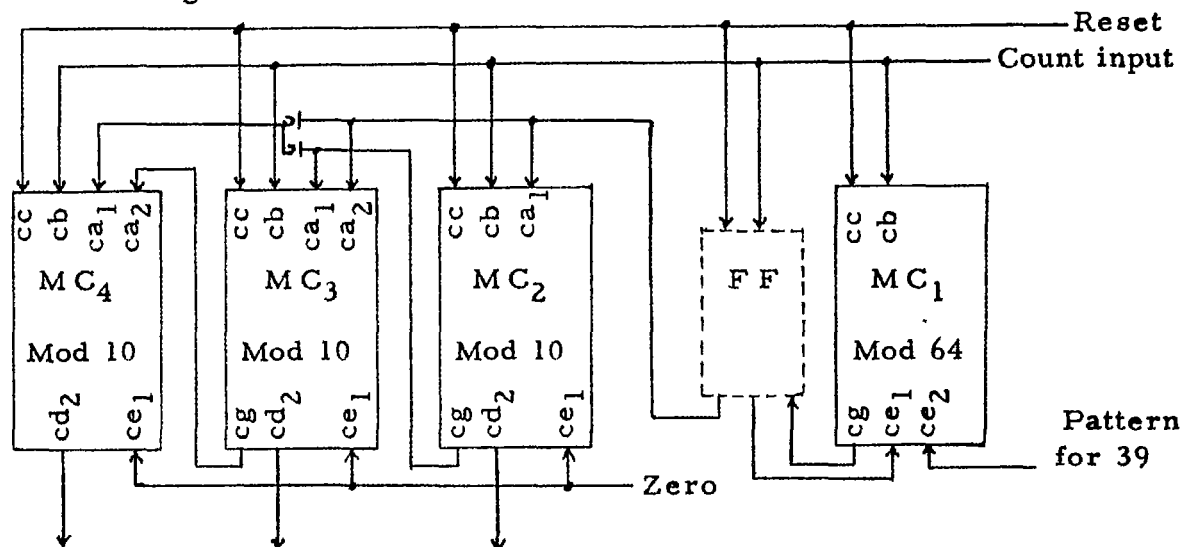 Reset
Count input
cc cb ca1 ca2
cc cb ca1 ca2
cc cb ca1
cc cb
MC4
MC3
MC2
FF
MC1
Mod 10
Mod 10
Mod 10
Mod 64
cd2 ce1
cg cd2 ce1
cg cd2 ce1
cg ce1 ce2
Pattern
for 39
Zero